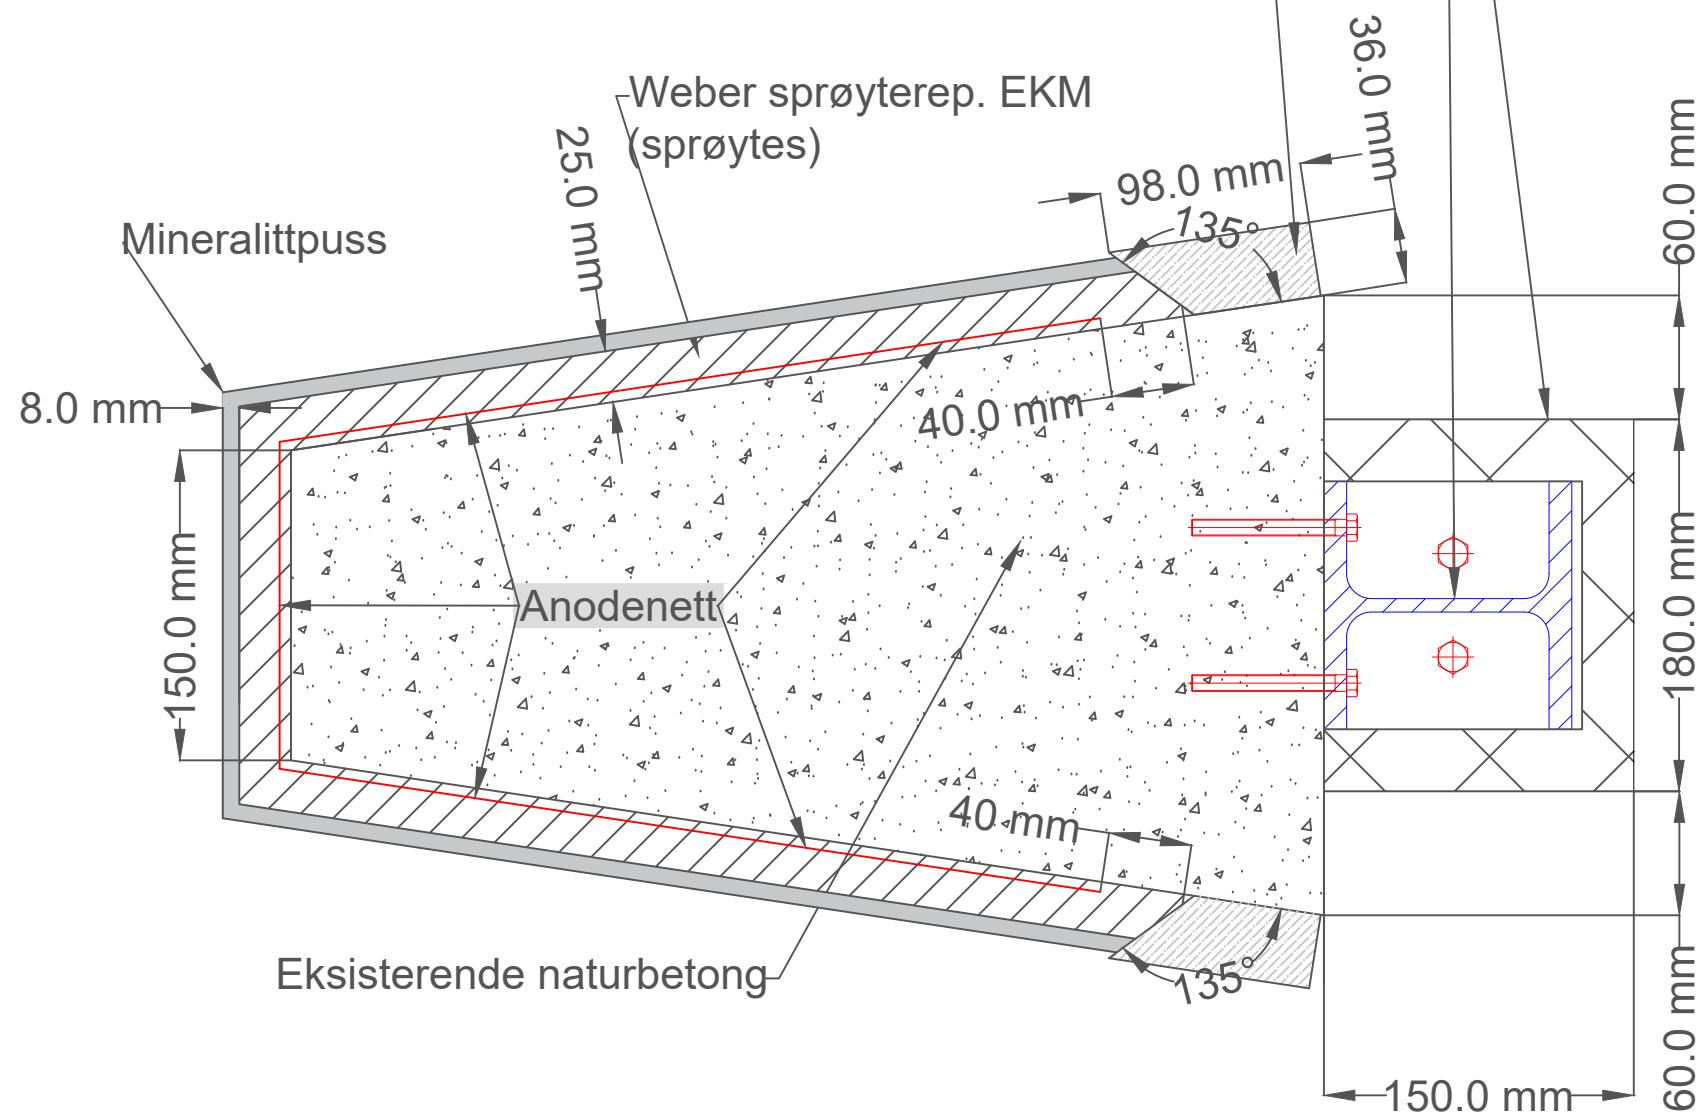 36.0 mm
Weber sprøyterep. EKM
(sprøytes)
25.0 mm
98.0 mm
60.0 mm
135°
Mineralittpuss
8.0 mm
40.0 mm
150.0 mm
Anodenett
180.0 mm
40 mm
Eksisterende naturbetong
135°
60.0 mm
150.0 mm